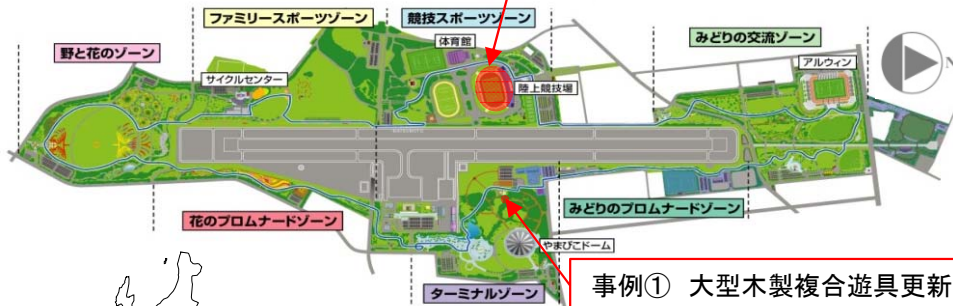 ファミリースポーツゾーン
競技スポーツゾーン
野と花のゾーン
体育館
みどりの交流ゾーン
サイクルセンター
陸上競技場
アルウィン
N
花のプロムナードゾーン
みどりのプロムナードゾーン
やまびこドーム
ターミナルゾーン
事例① 大型木製複合遊具更新